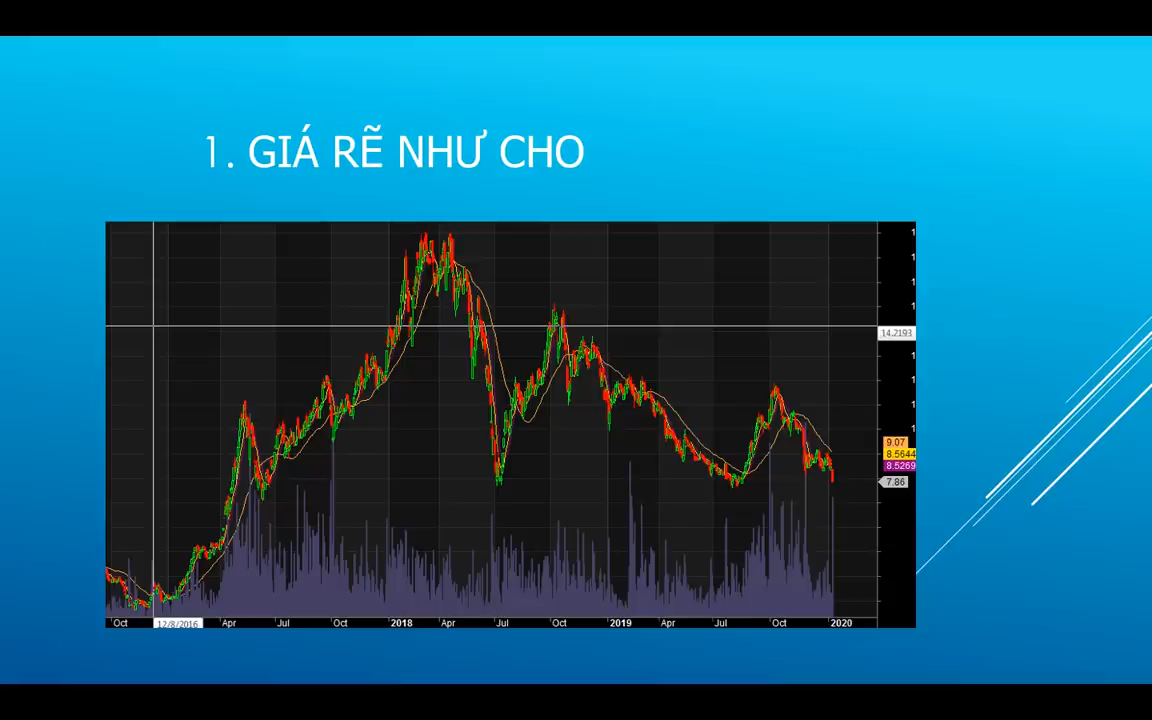 1. GIÁ RẼ NHƯ CHO
14.2193
9.07
8.5644
8.5269
7.86
Oct 12/8/2016 Apr Jul Oct 2018 Apr Jul Oct 2019 Apr Jul Oct 2020